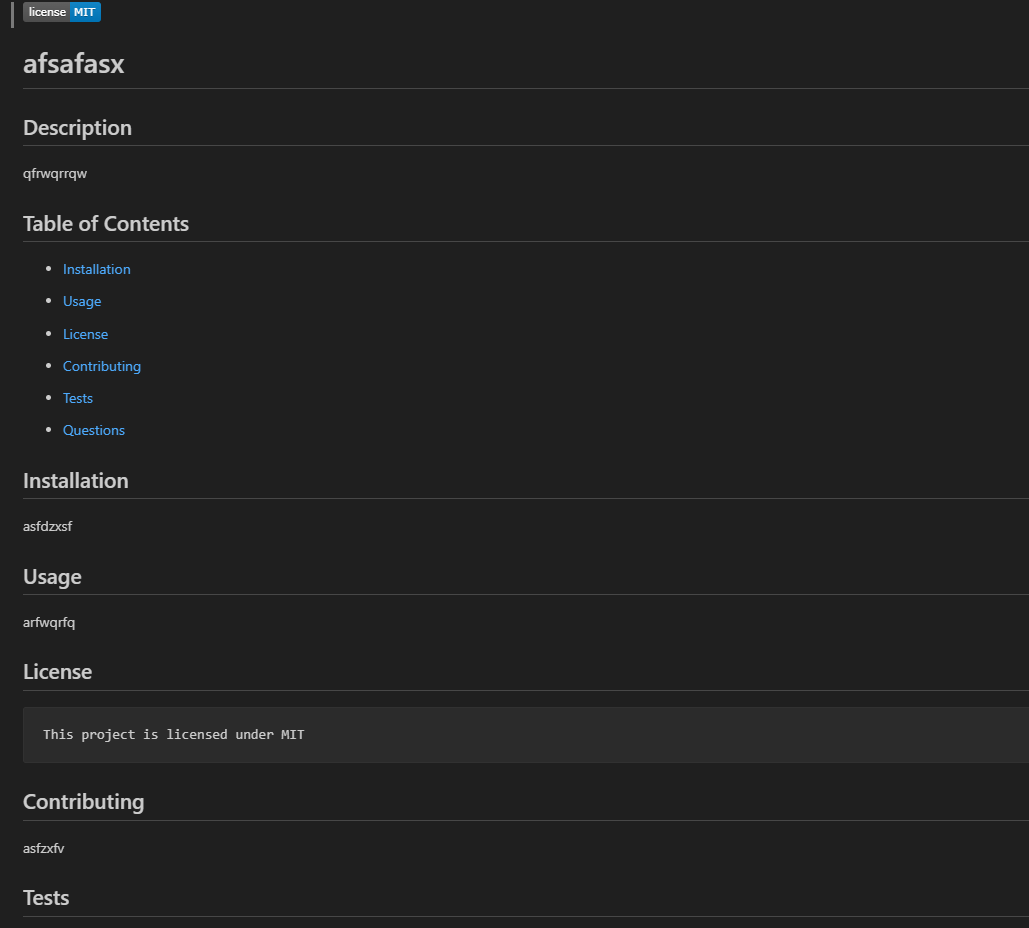 license MIT
afsafasx
Description
qfrwqrrqw
Table of Contents
Installation
Usage
License
Contributing
Tests
Questions
Installation
asfdzxsf
Usage
arfwqrfq
License
This project is licensed under MIT
Contributing
asfzxfv
Tests